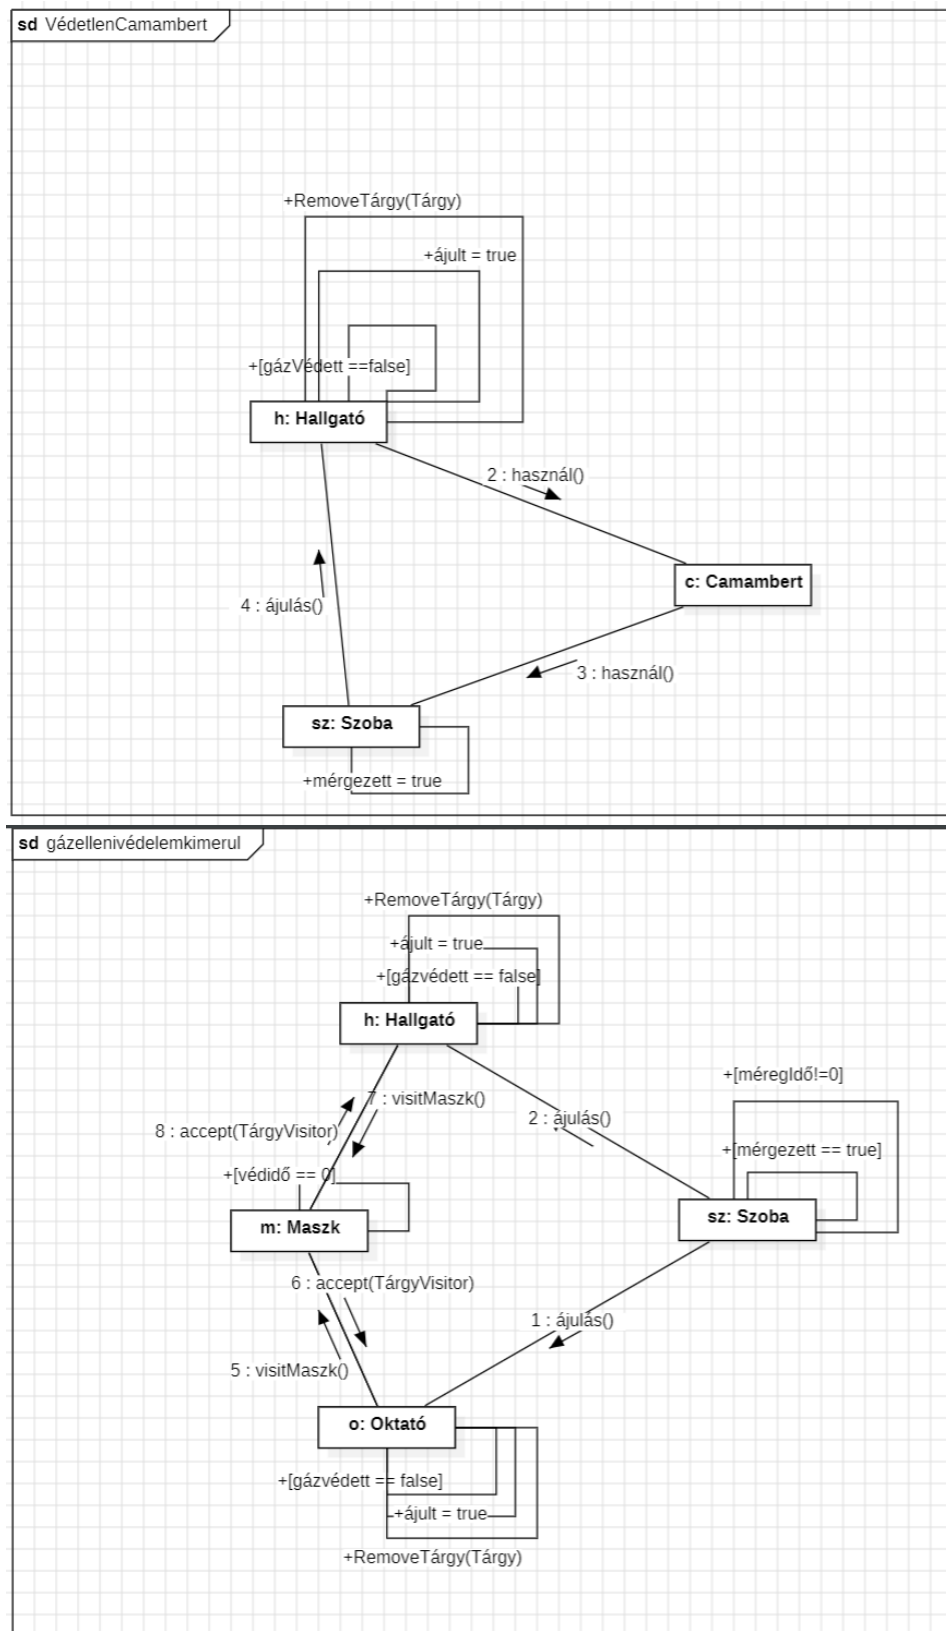 sd VédetlenCamambert
+RemoveTárgy(Tárgy)
+ájult = true
+[gázVédett ==false]
h: Hallgató
2 : használ()
c: Camambert
4 : ájulás()
3 : használ()
sz: Szoba
+mérgezett = true
sd gázellenivédelemkimerul
+RemoveTárgy(Tárgy)
+ájult = true
+[gázvédett == false]
h: Hallgató
+[méregIdő!=0]
7 : visitMaszk()
2 : ájulás()
8 : accept(TárgyVisitor)
+[mérgezett == true]
+[védidő == 0]
m: Maszk
sz: Szoba
6 : accept(TárgyVisitor)
1 : ájulás()
5 : visitMaszk()
o: Oktató
+[gázvédett == false]
+ájult = true
+RemoveTárgy(Tárgy)